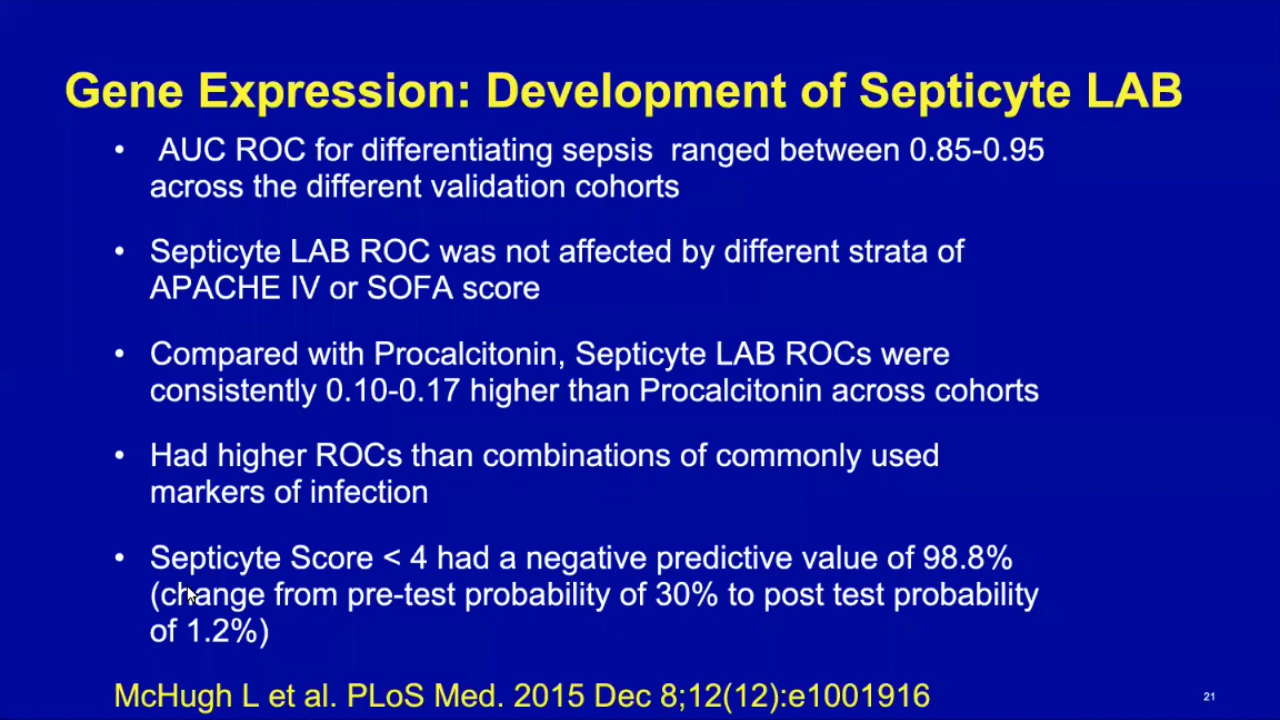 Gene Expression: Development of Septicyte LAB
• AUC ROC for differentiating sepsis ranged between 0.85-0.95
across the different validation cohorts
• Septicyte LAB ROC was not affected by different strata of
APACHE IV or SOFA score
• Compared with Procalcitonin, Septicyte LAB ROCs were
consistently 0.10-0.17 higher than Procalcitonin across cohorts
• Had higher ROCs than combinations of commonly used
markers of infection
• Septicyte Score < 4 had a negative predictive value of 98.8%
(change from pre-test probability of 30% to post test probability
of 1.2%)
McHugh L et al. PLoS Med. 2015 Dec 8;12(12):e1001916
21